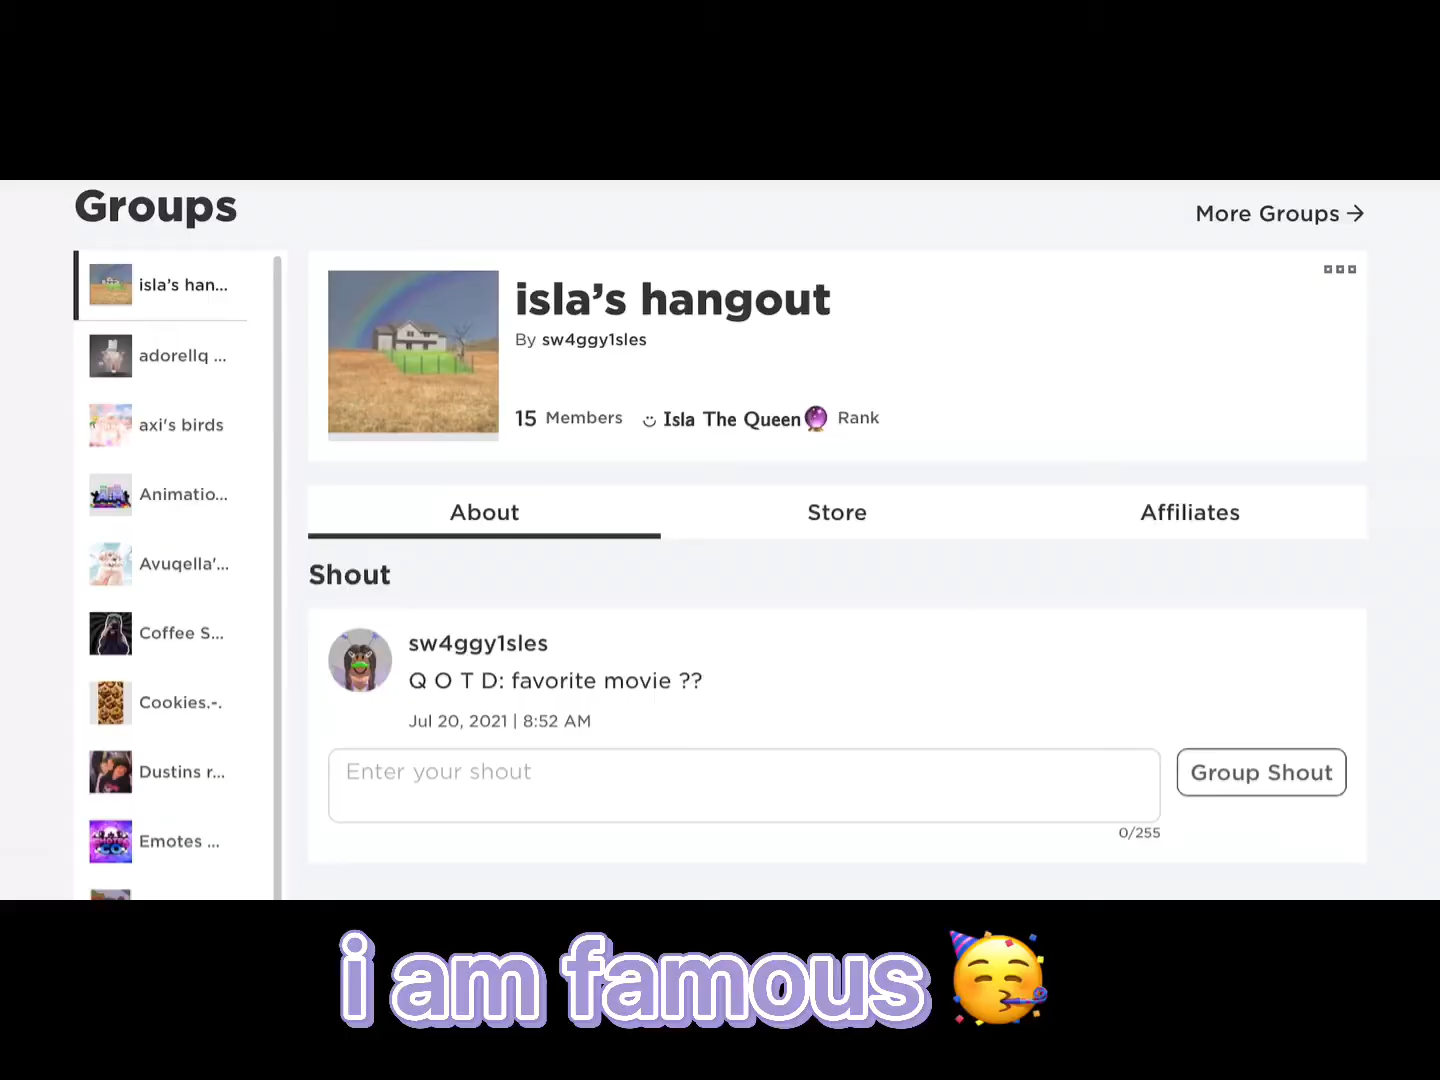 Groups
More Groups →
isla's han...
adorellq ...
axi's birds
Animatio...
Avuqella'...
Coffee S...
Cookies.-.
Dustins r...
Emotes ...
isla's hangout
By sw4ggy1sles
15 Members Isla The Queen🔮 Rank
About
Store
Affiliates
Shout
sw4ggy1sles
Q O T D: favorite movie ??
Jul 20, 2021 | 8:52 AM
Enter your shout
Group Shout
0/255
i am famous 🥳